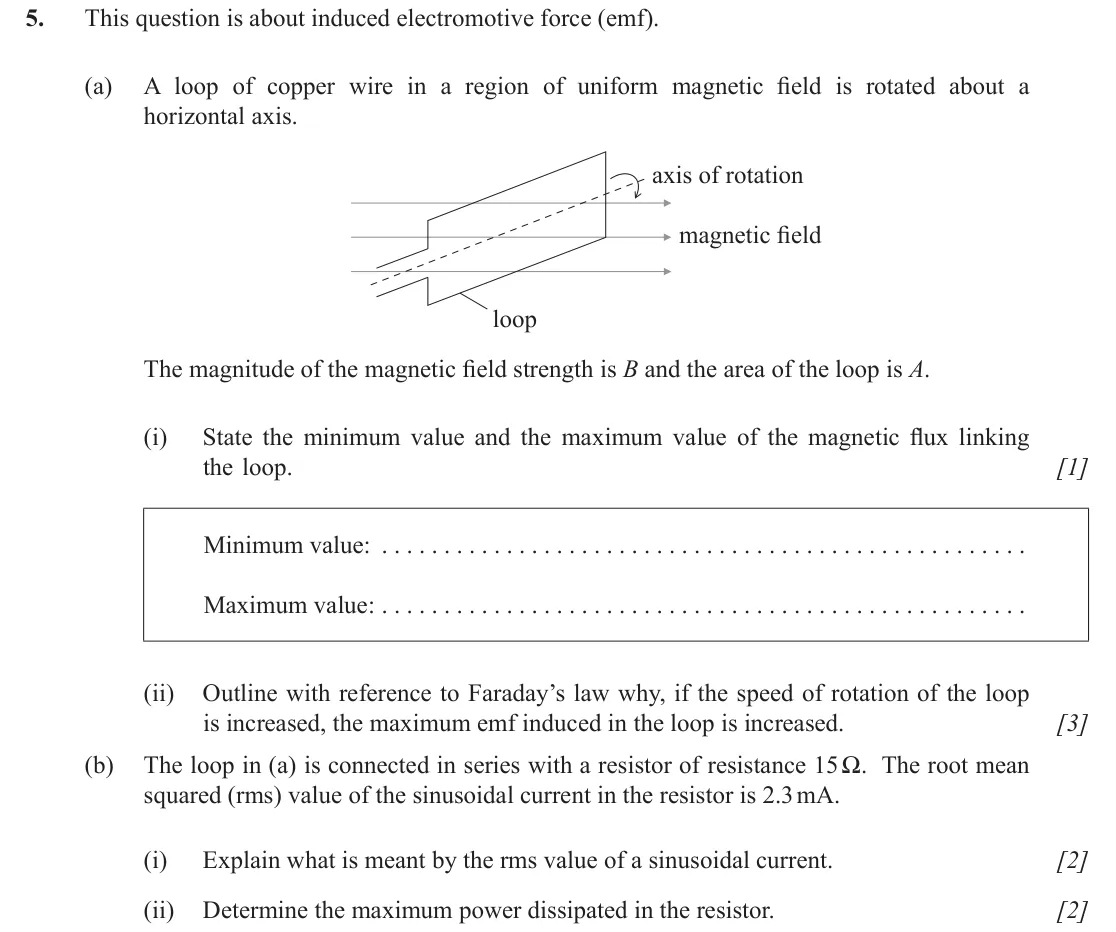 5. This question is about induced electromotive force (emf).
(a) A loop of copper wire in a region of uniform magnetic field is rotated about a
horizontal axis.
axis of rotation
magnetic field
loop
The magnitude of the magnetic field strength is B and the area of the loop is A.
(i) State the minimum value and the maximum value of the magnetic flux linking
the loop. [1]
Minimum value: . . . . . . . . . . . . . . . . . . . . . . . . . . . . . . . . . . . . . . . . . . . . . . . . . . . .
Maximum value: . . . . . . . . . . . . . . . . . . . . . . . . . . . . . . . . . . . . . . . . . . . . . . . . . . . .
(ii) Outline with reference to Faraday's law why, if the speed of rotation of the loop
is increased, the maximum emf induced in the loop is increased. [3]
(b) The loop in (a) is connected in series with a resistor of resistance 15 Ω. The root mean
squared (rms) value of the sinusoidal current in the resistor is 2.3 mA.
(i) Explain what is meant by the rms value of a sinusoidal current. [2]
(ii) Determine the maximum power dissipated in the resistor. [2]